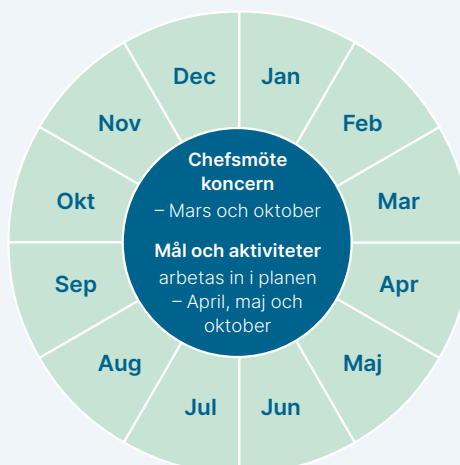 Dec
Jan
Nov
Feb
Chefsmöte
koncern
– Mars och oktober
Okt
Mar
Mål och aktiviteter
arbetas in i planen
– April, maj och
oktober
Sep
Apr
Aug
Maj
Jul
Jun